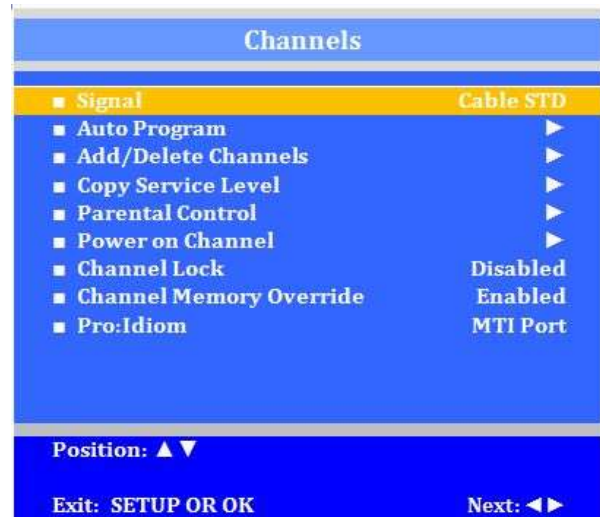 Channels
■ Signal Cable STD
■ Auto Program ▶
■ Add/Delete Channels ▶
■ Copy Service Level ▶
■ Parental Control ▶
■ Power on Channel ▶
■ Channel Lock Disabled
■ Channel Memory Override Enabled
■ Pro:Idiom MTI Port
Position: ▲ ▼
Exit: SETUP OR OK Next: ◀ ▶